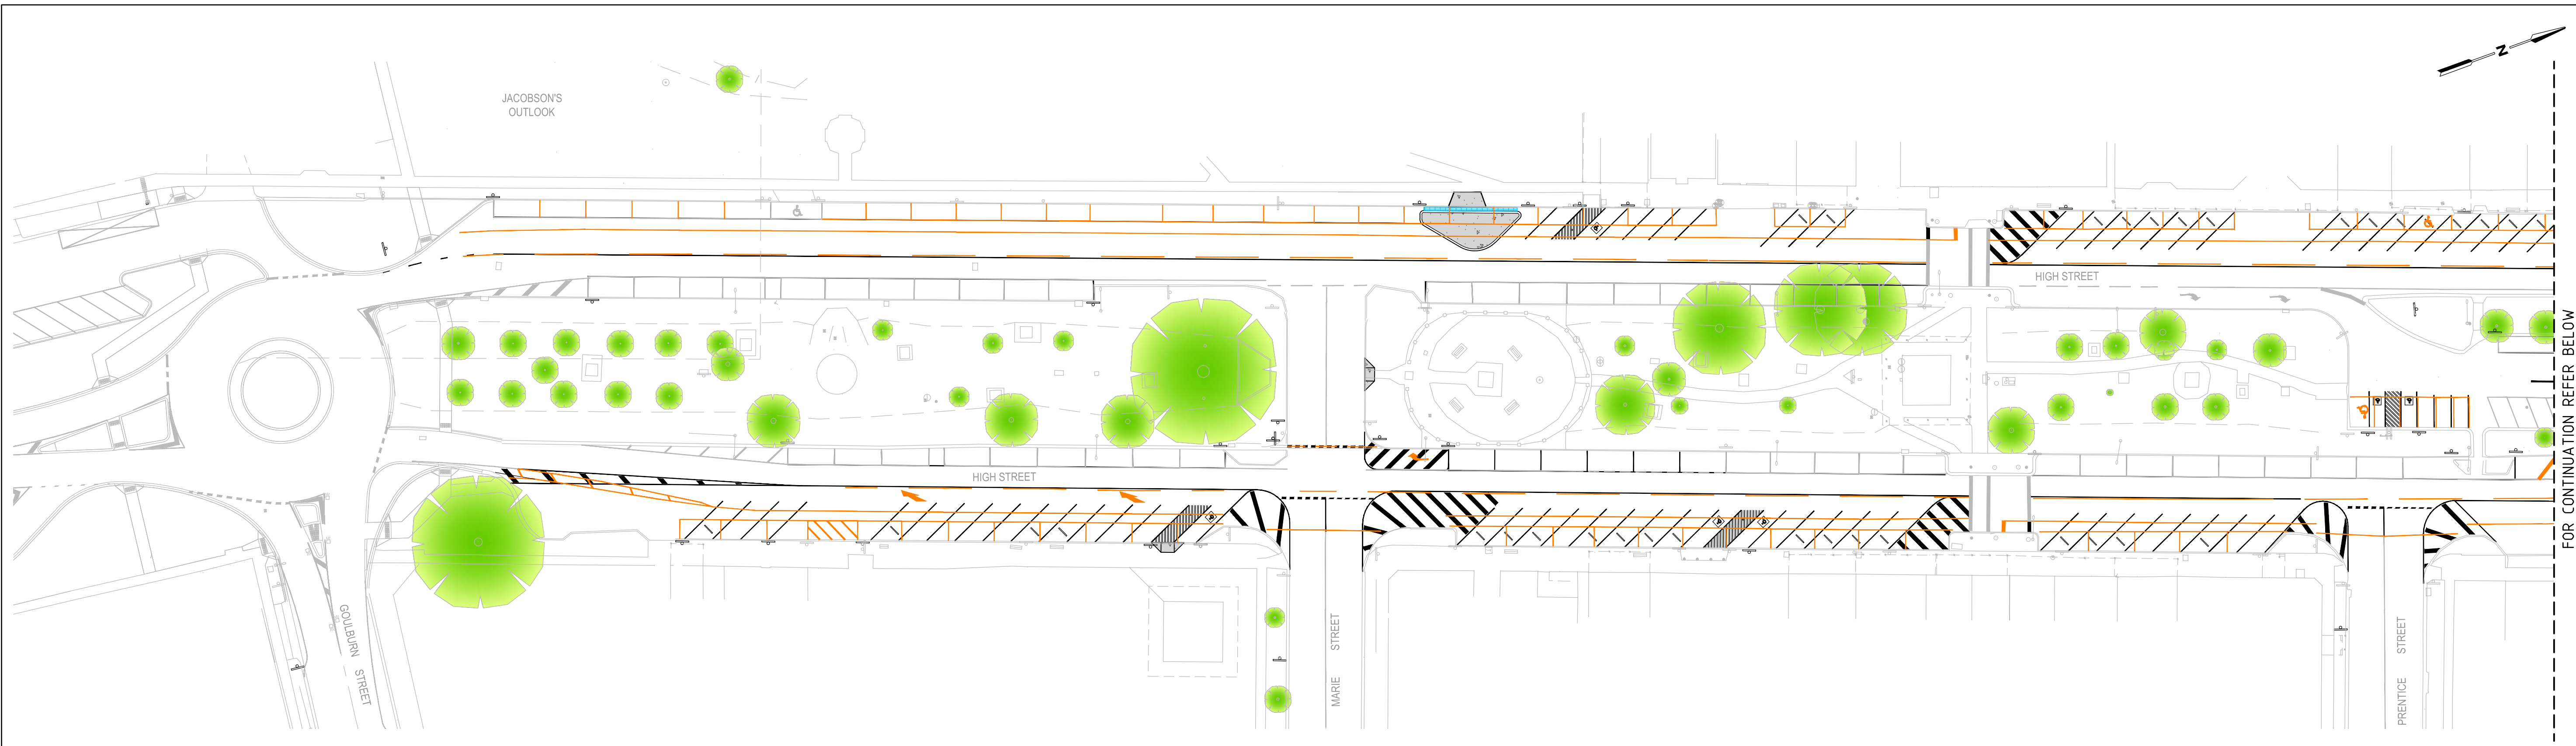 JACOBSON'S
OUTLOOK
N
HIGH STREET
HIGH STREET
GOULBURN STREET
MARIE STREET
PRENTICE STREET
FOR CONTINUATION REFER BELOW